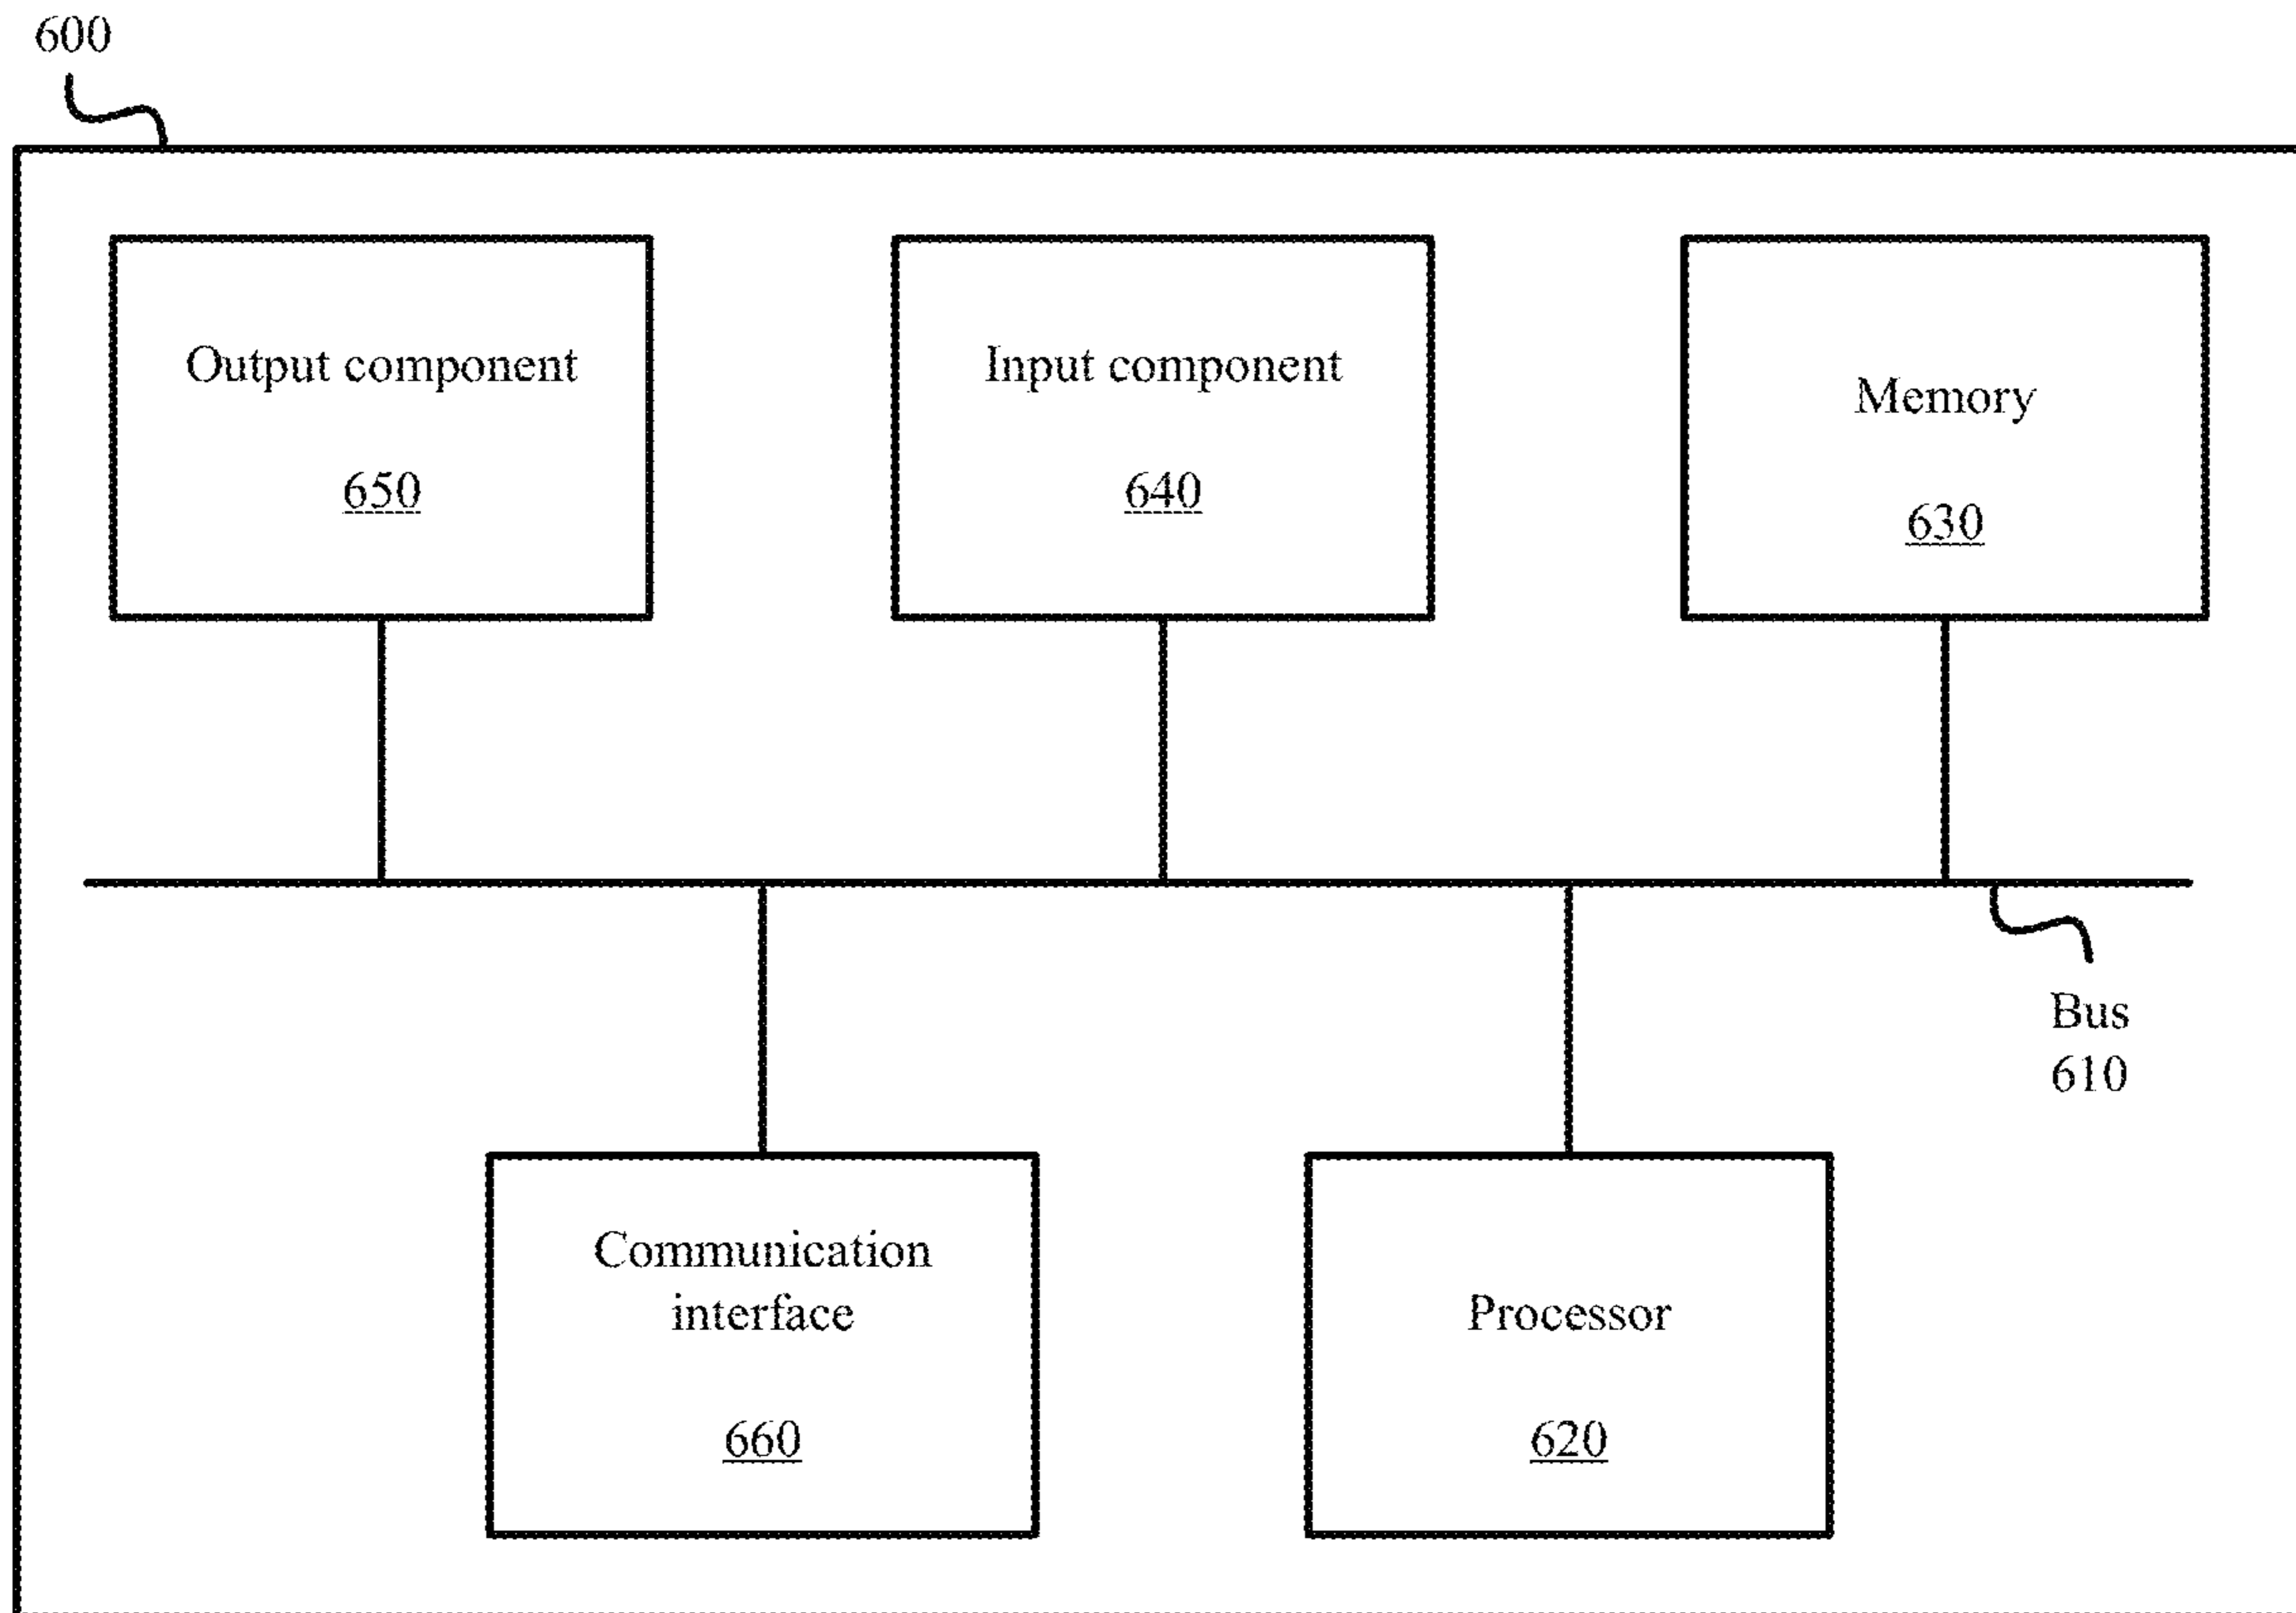 600
Output component
650
Input component
640
Memory
630
Bus
610
Communication
interface
660
Processor
620